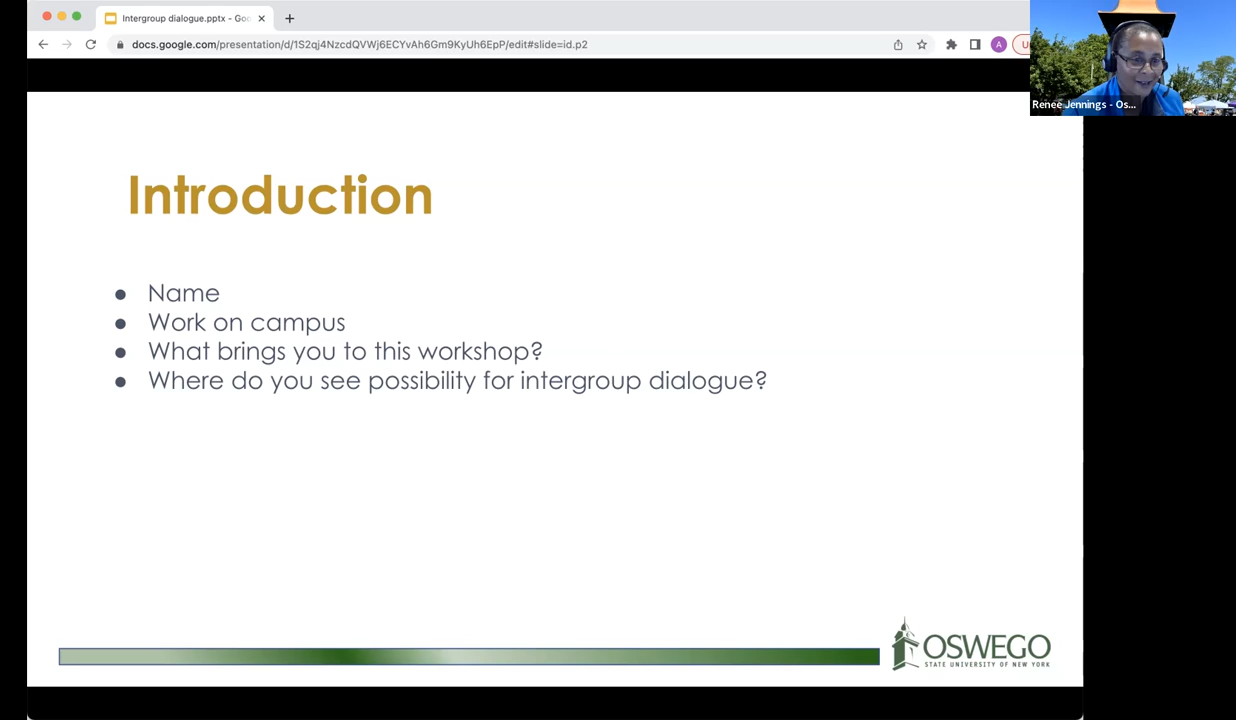 Intergroup dialogue.pptx - Goo
docs.google.com/presentation/d/1S2qj4NzcdQVWj6ECYvAh6Gm9KyUh6EpP/edit#slide=id.p2
A
U
Renee Jennings - Os...
Introduction
● Name
● Work on campus
● What brings you to this workshop?
● Where do you see possibility for intergroup dialogue?
OSWEGO
STATE UNIVERSITY OF NEW YORK